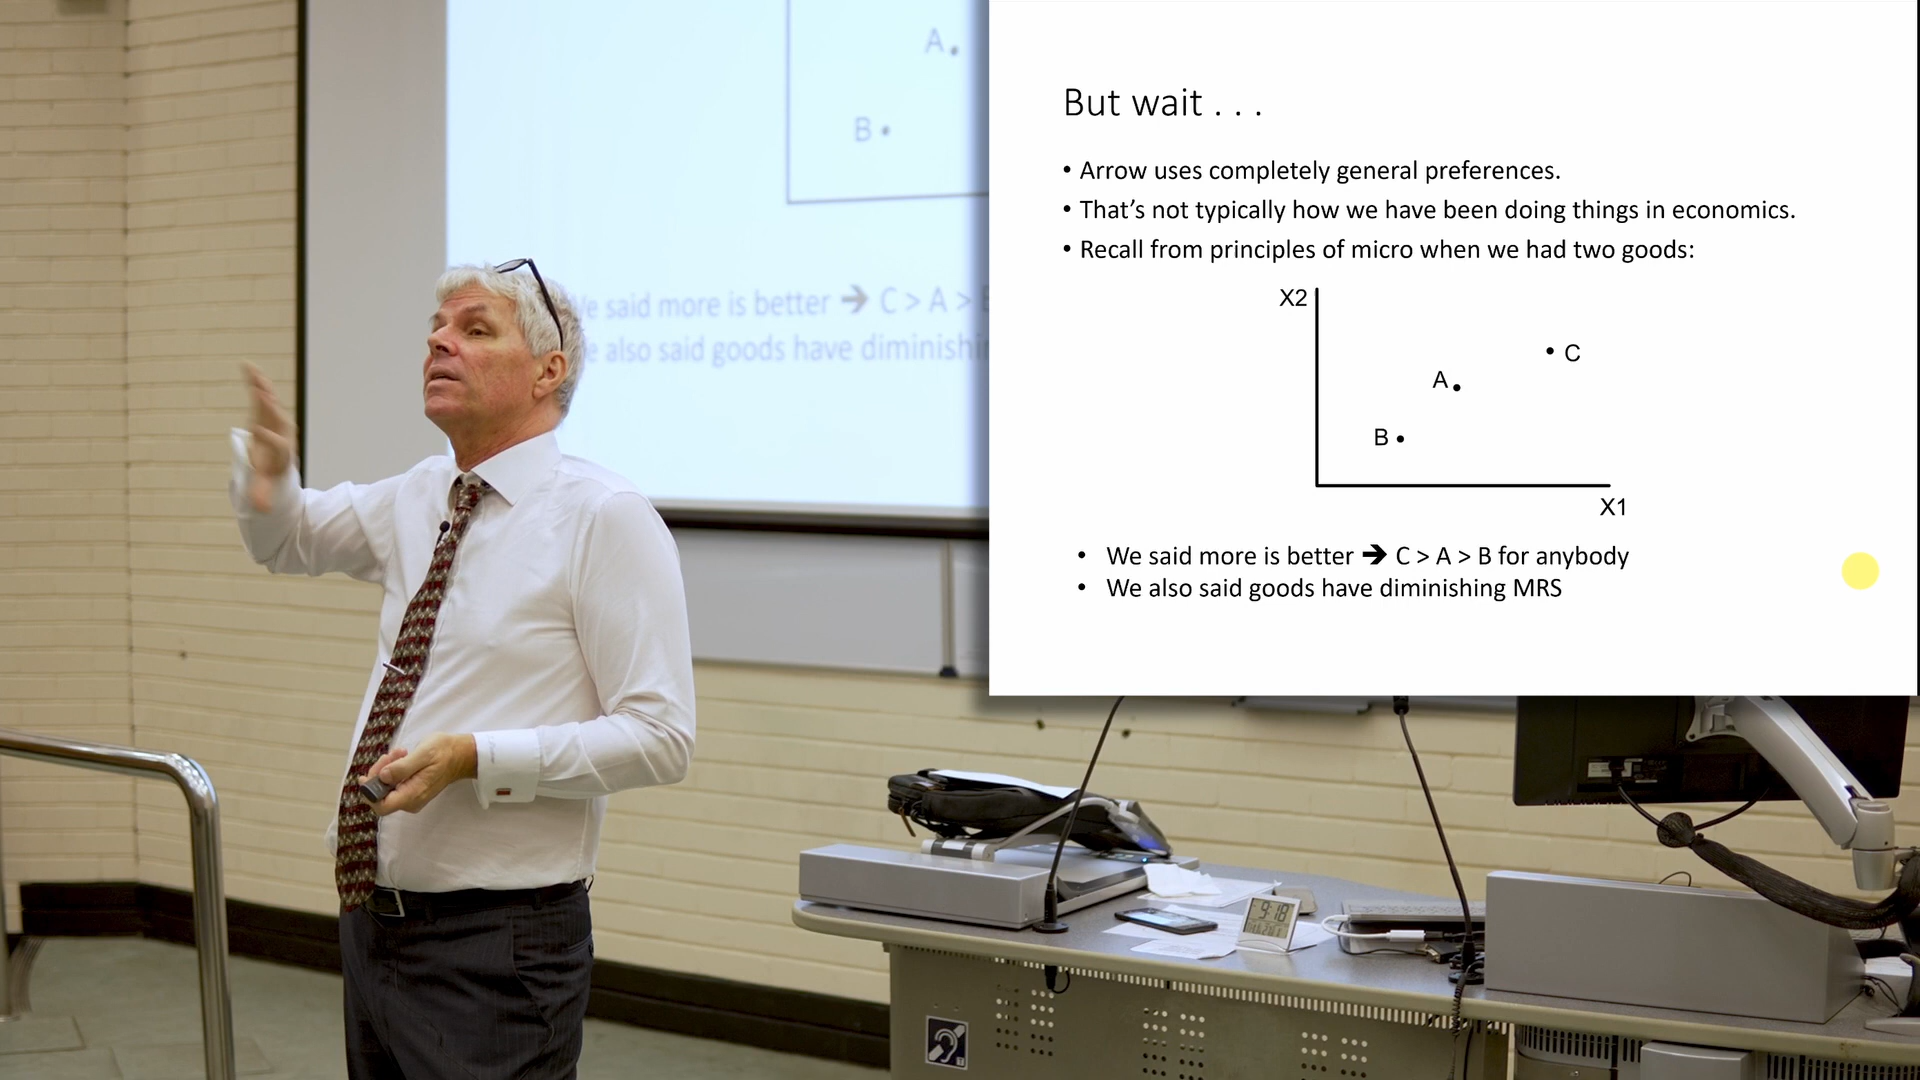 A
B
We said more is better ➔ C > A >
also said goods have
But wait . . .
• Arrow uses completely general preferences.
• That's not typically how we have been doing things in economics.
• Recall from principles of micro when we had two goods:
X2
C
A
B
X1
• We said more is better ➔ C > A > B for anybody
• We also said goods have diminishing MRS
9:18
T